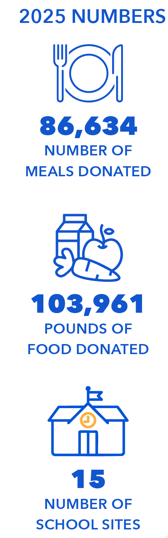 2025 NUMBERS
86,634
NUMBER OF
MEALS DONATED
103,961
POUNDS OF
FOOD DONATED
15
NUMBER OF
SCHOOL SITES